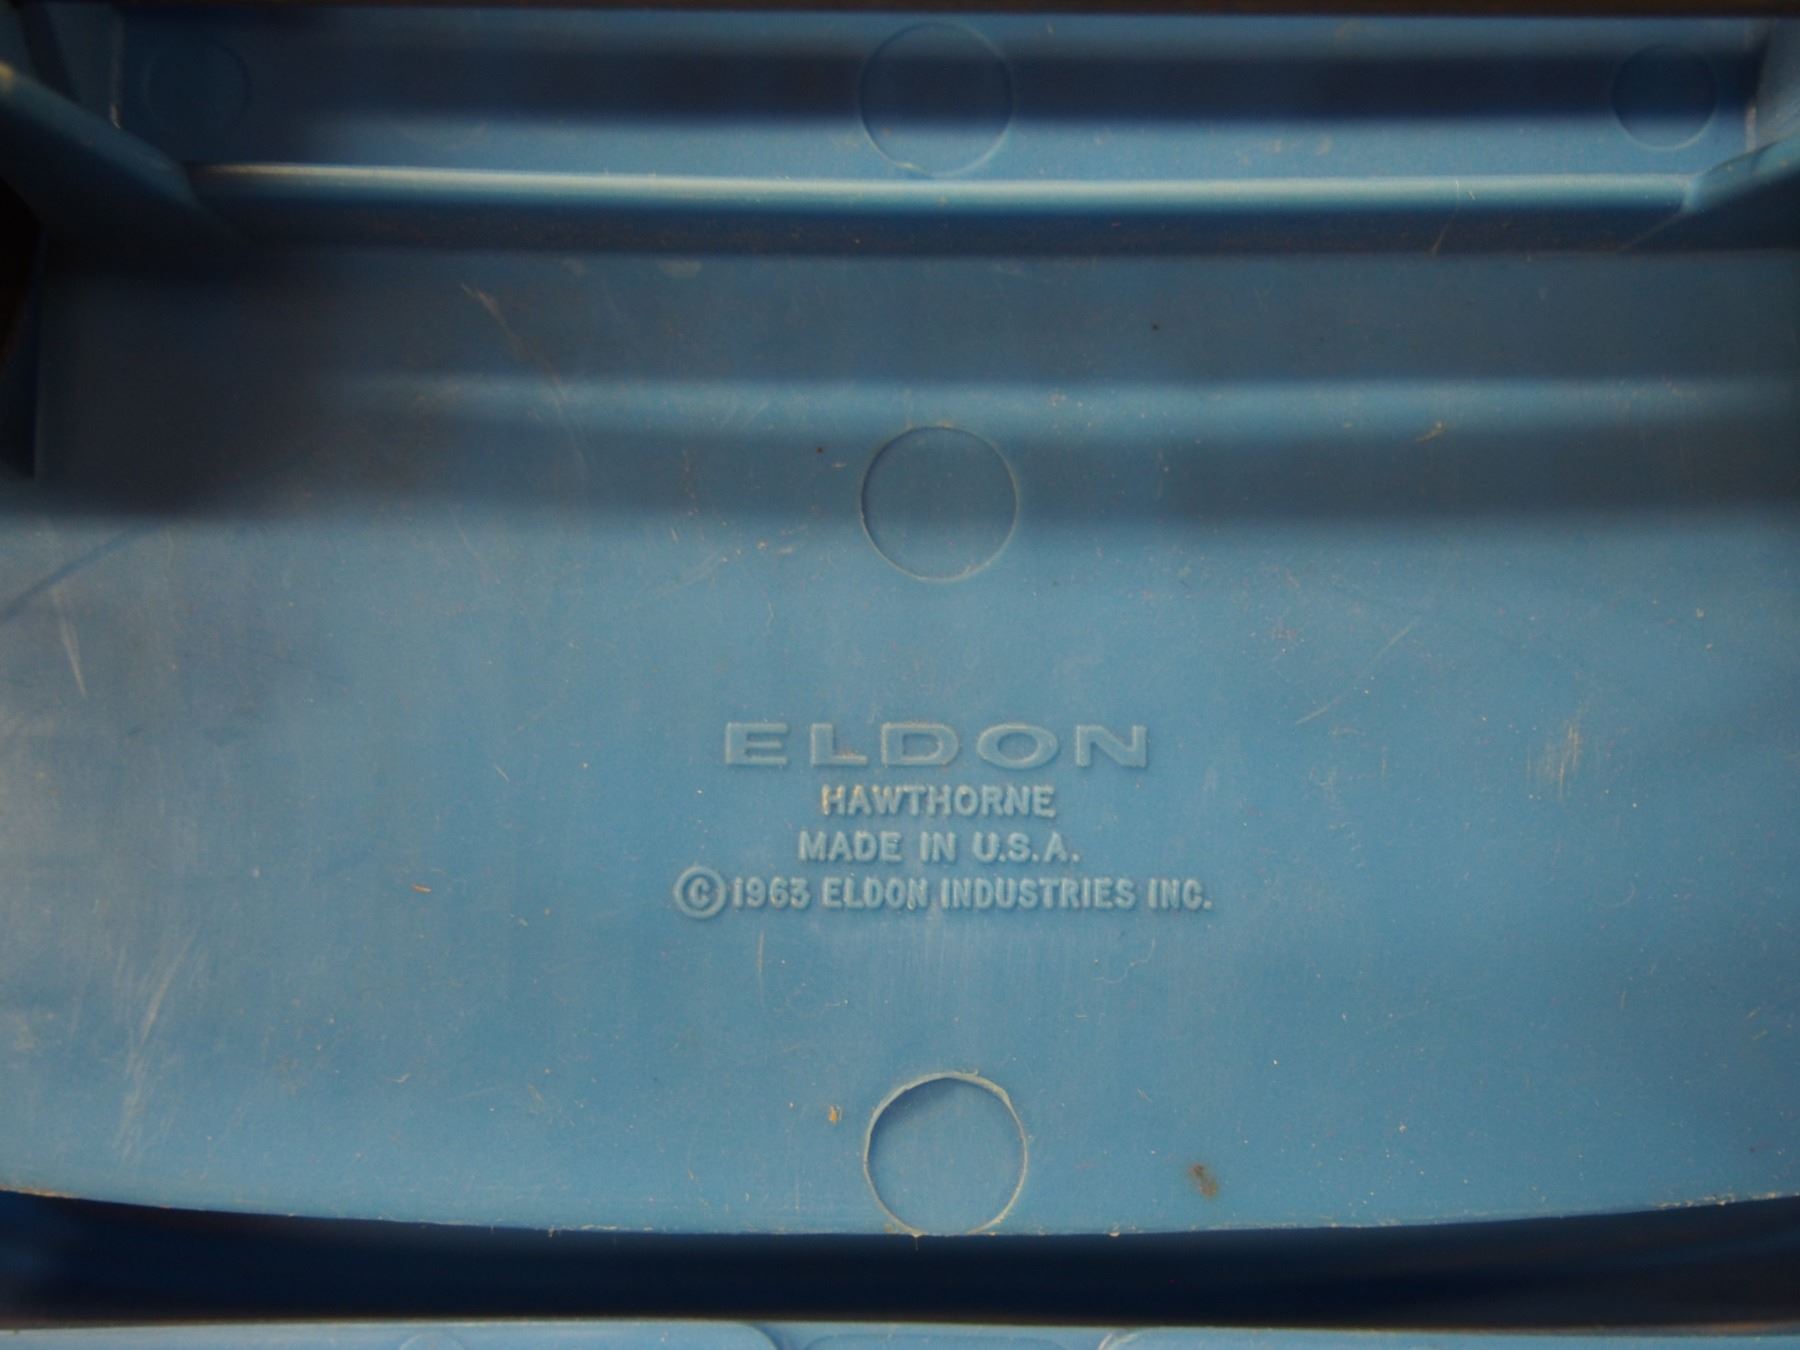 ELDON
HAWTHORNE
MADE IN U.S.A.
©1963 ELDON INDUSTRIES INC.